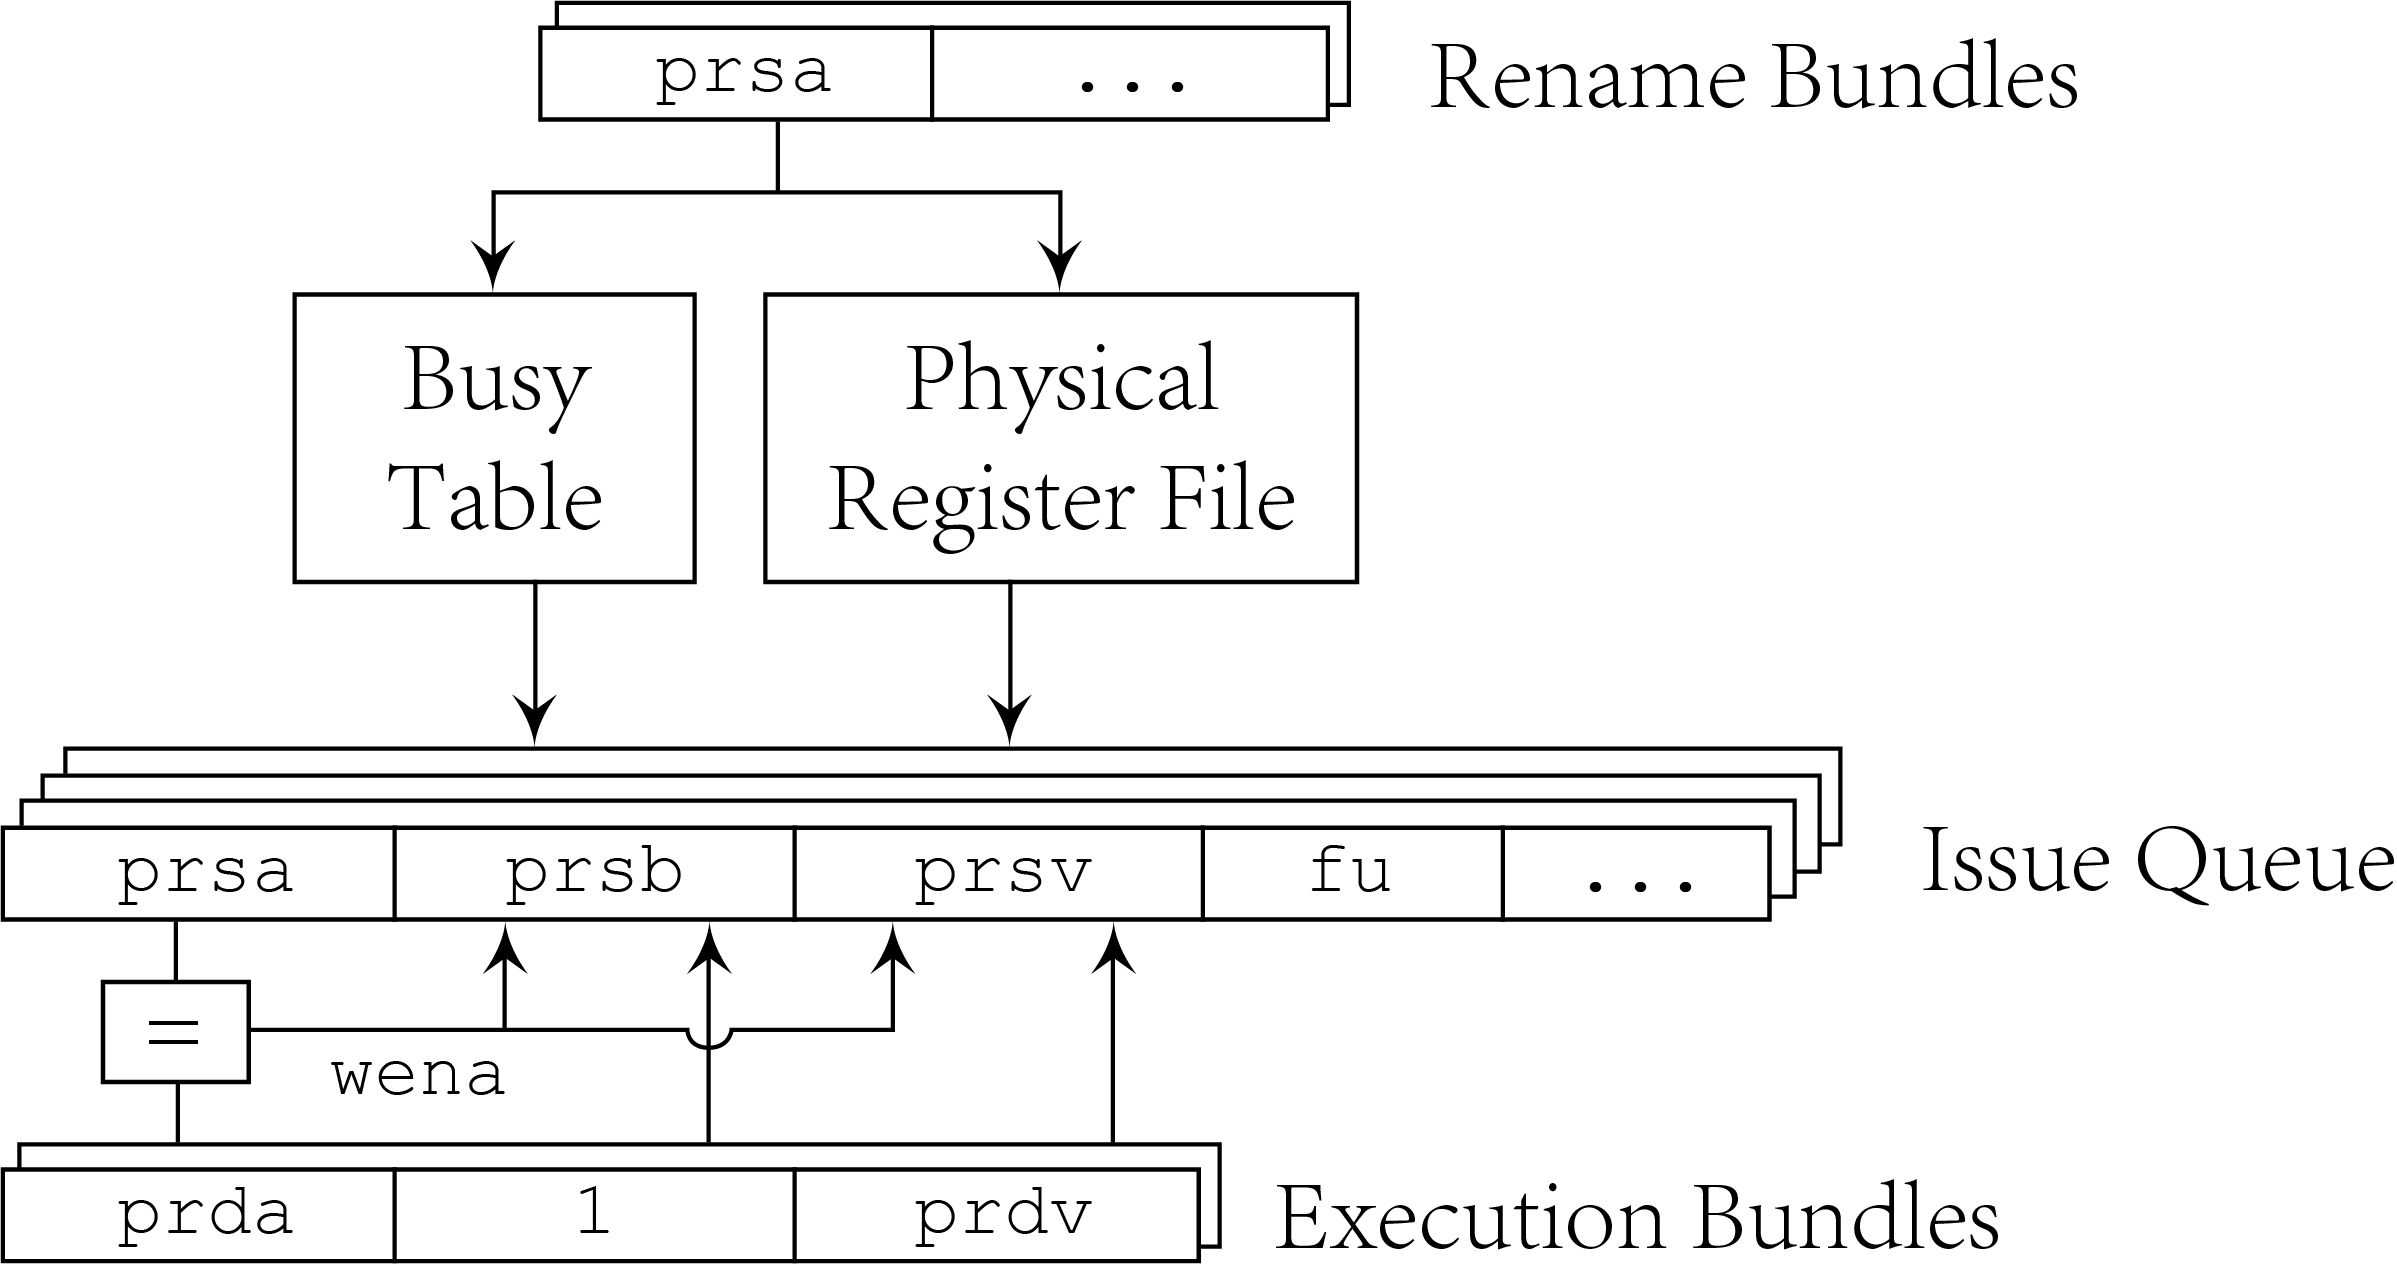 prsa ... Rename Bundles
Busy
Table
Physical
Register File
prsa prsb prsv fu ... Issue Queue
=
wena
prda 1 prdv Execution Bundles